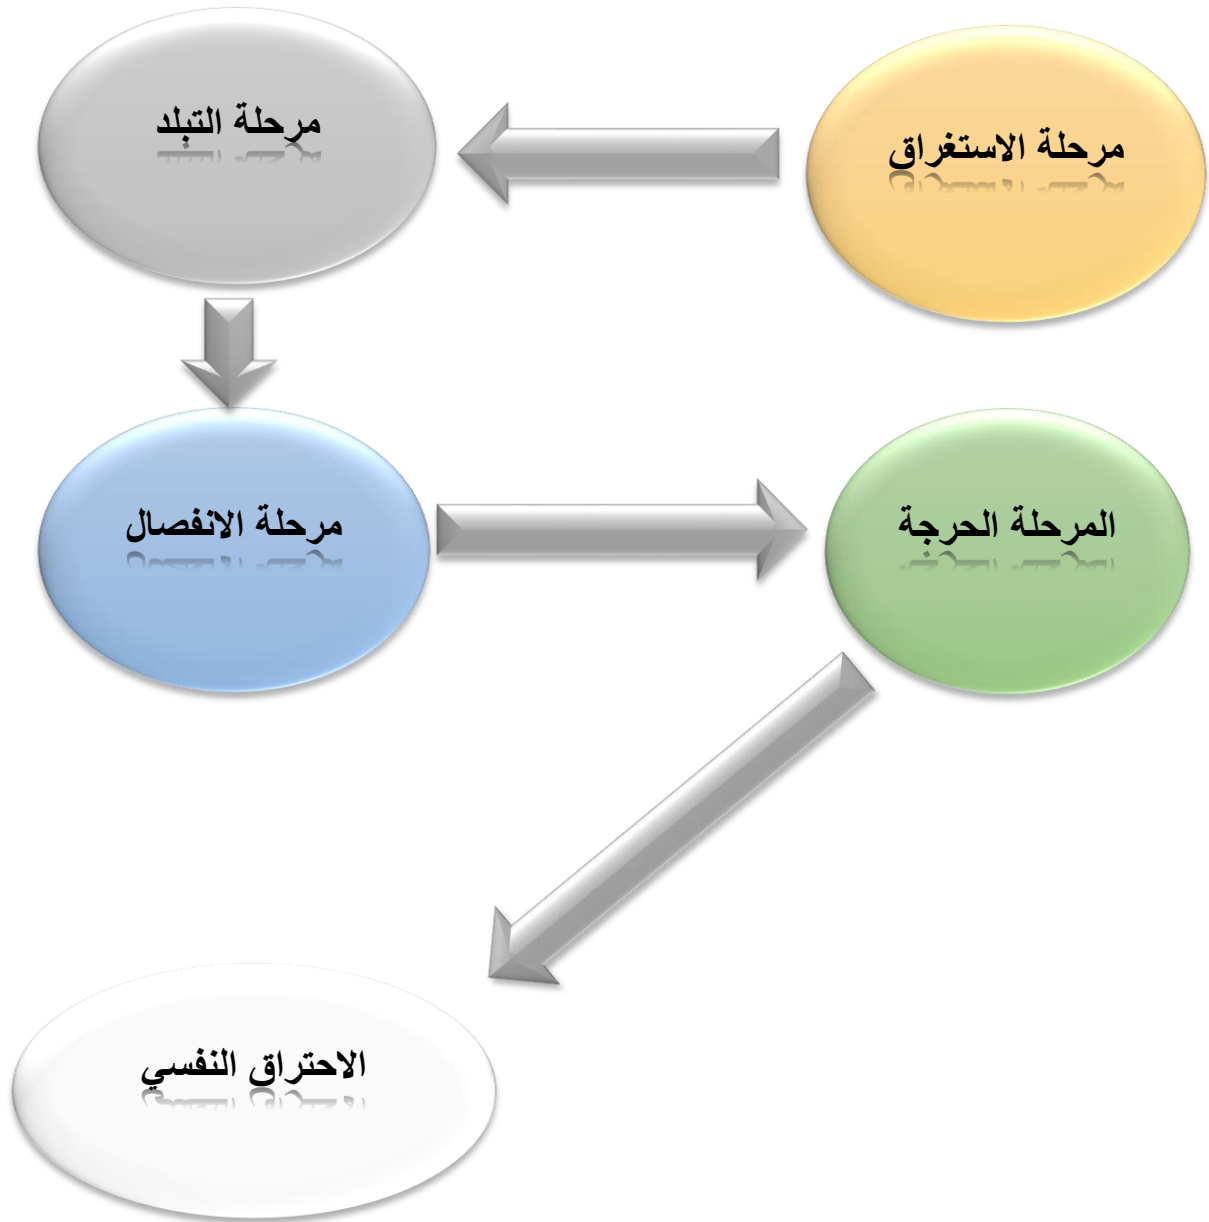 مرحلة الاستغراق
مرحلة التبلد
مرحلة الانفصال
المرحلة الحرجة
الاحتراق النفسي